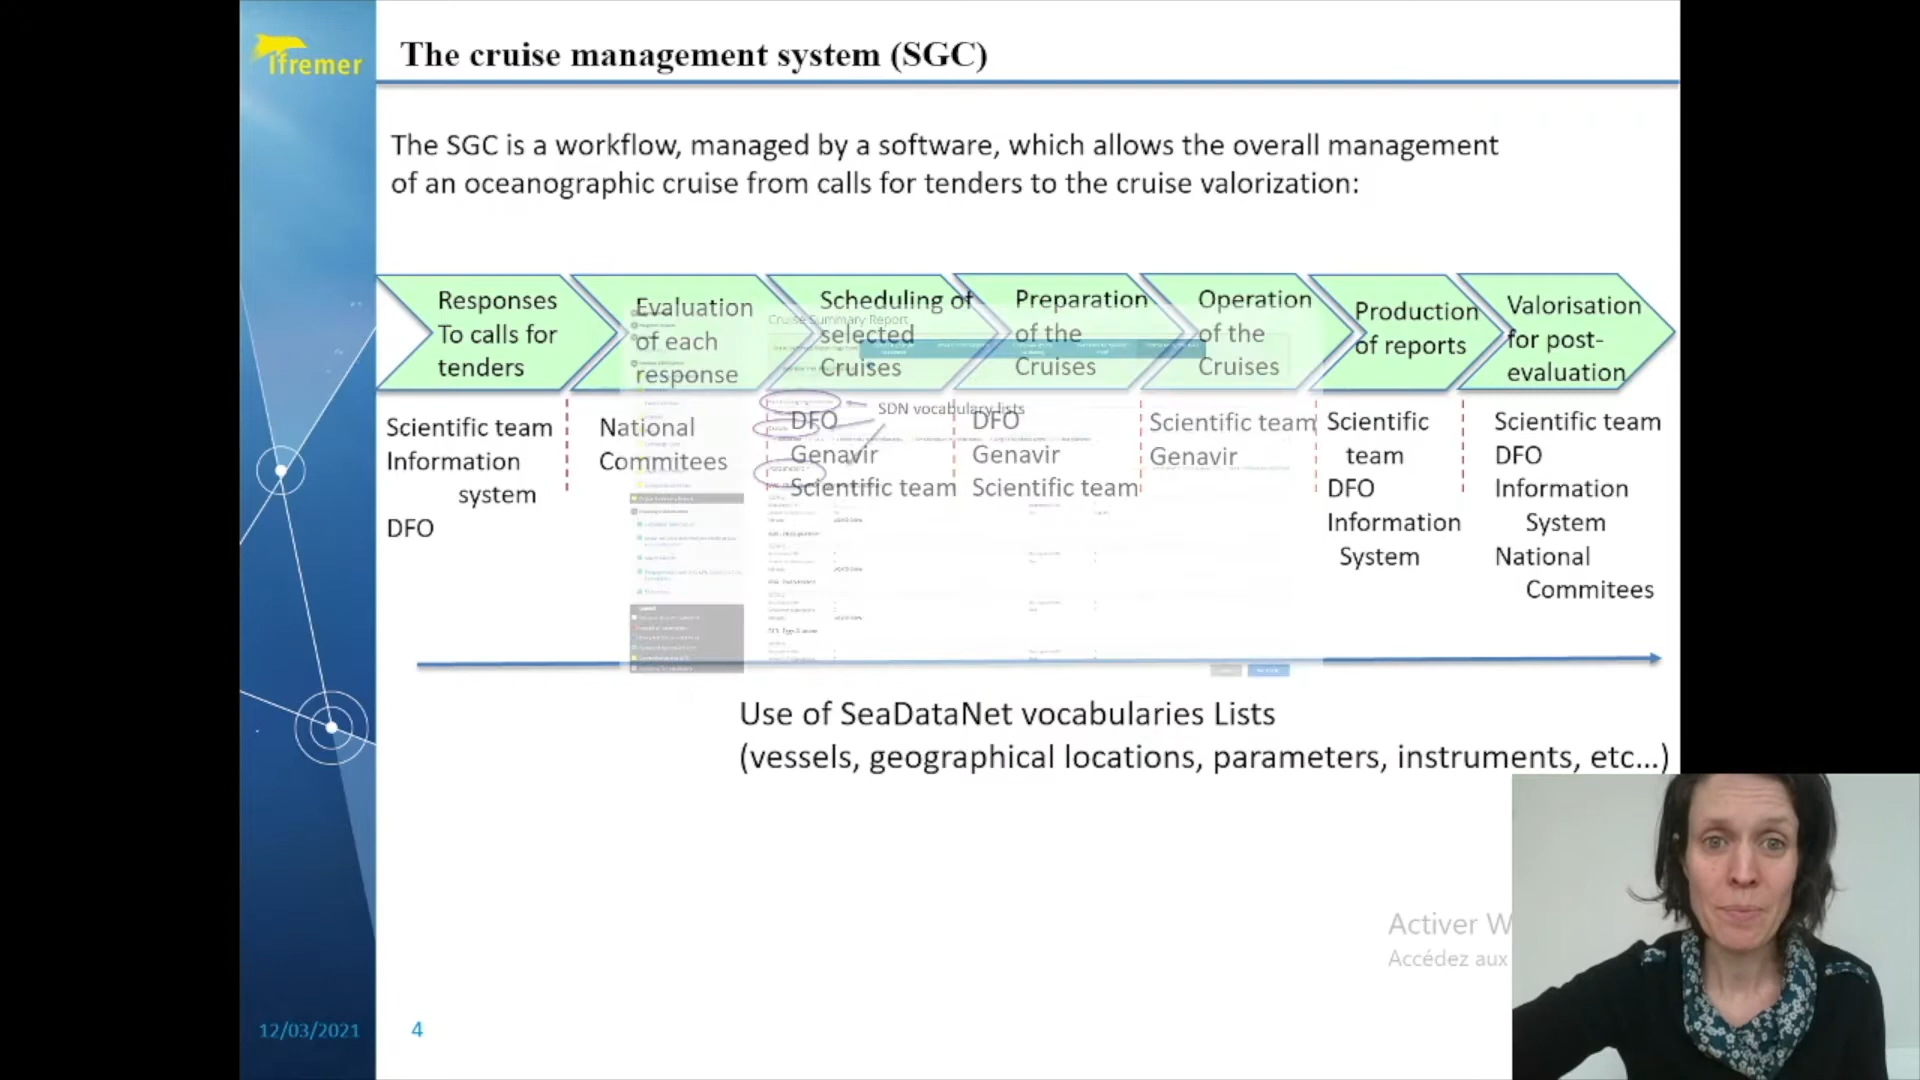 Ifremer
The cruise management system (SGC)
The SGC is a workflow, managed by a software, which allows the overall management
of an oceanographic cruise from calls for tenders to the cruise valorization:
Responses
To calls for
tenders
Evaluation
of each
response
Scheduling of
selected
Cruises
Preparation
of the
Cruises
Operation
of the
Cruises
Production
of reports
Valorisation
for post-
evaluation
Cruise Summary Report
SDN vocabulary lists
Scientific team
Information
system
DFO
National
Commitees
DFO
Genavir
Scientific team
DFO
Genavir
Scientific team
Scientific team
Genavir
Scientific
team
DFO
Information
System
Scientific team
DFO
Information
System
National
Commitees
Use of SeaDataNet vocabularies Lists
(vessels, geographical locations, parameters, instruments, etc...)
Activer W
Accédez aux
12/03/2021
4